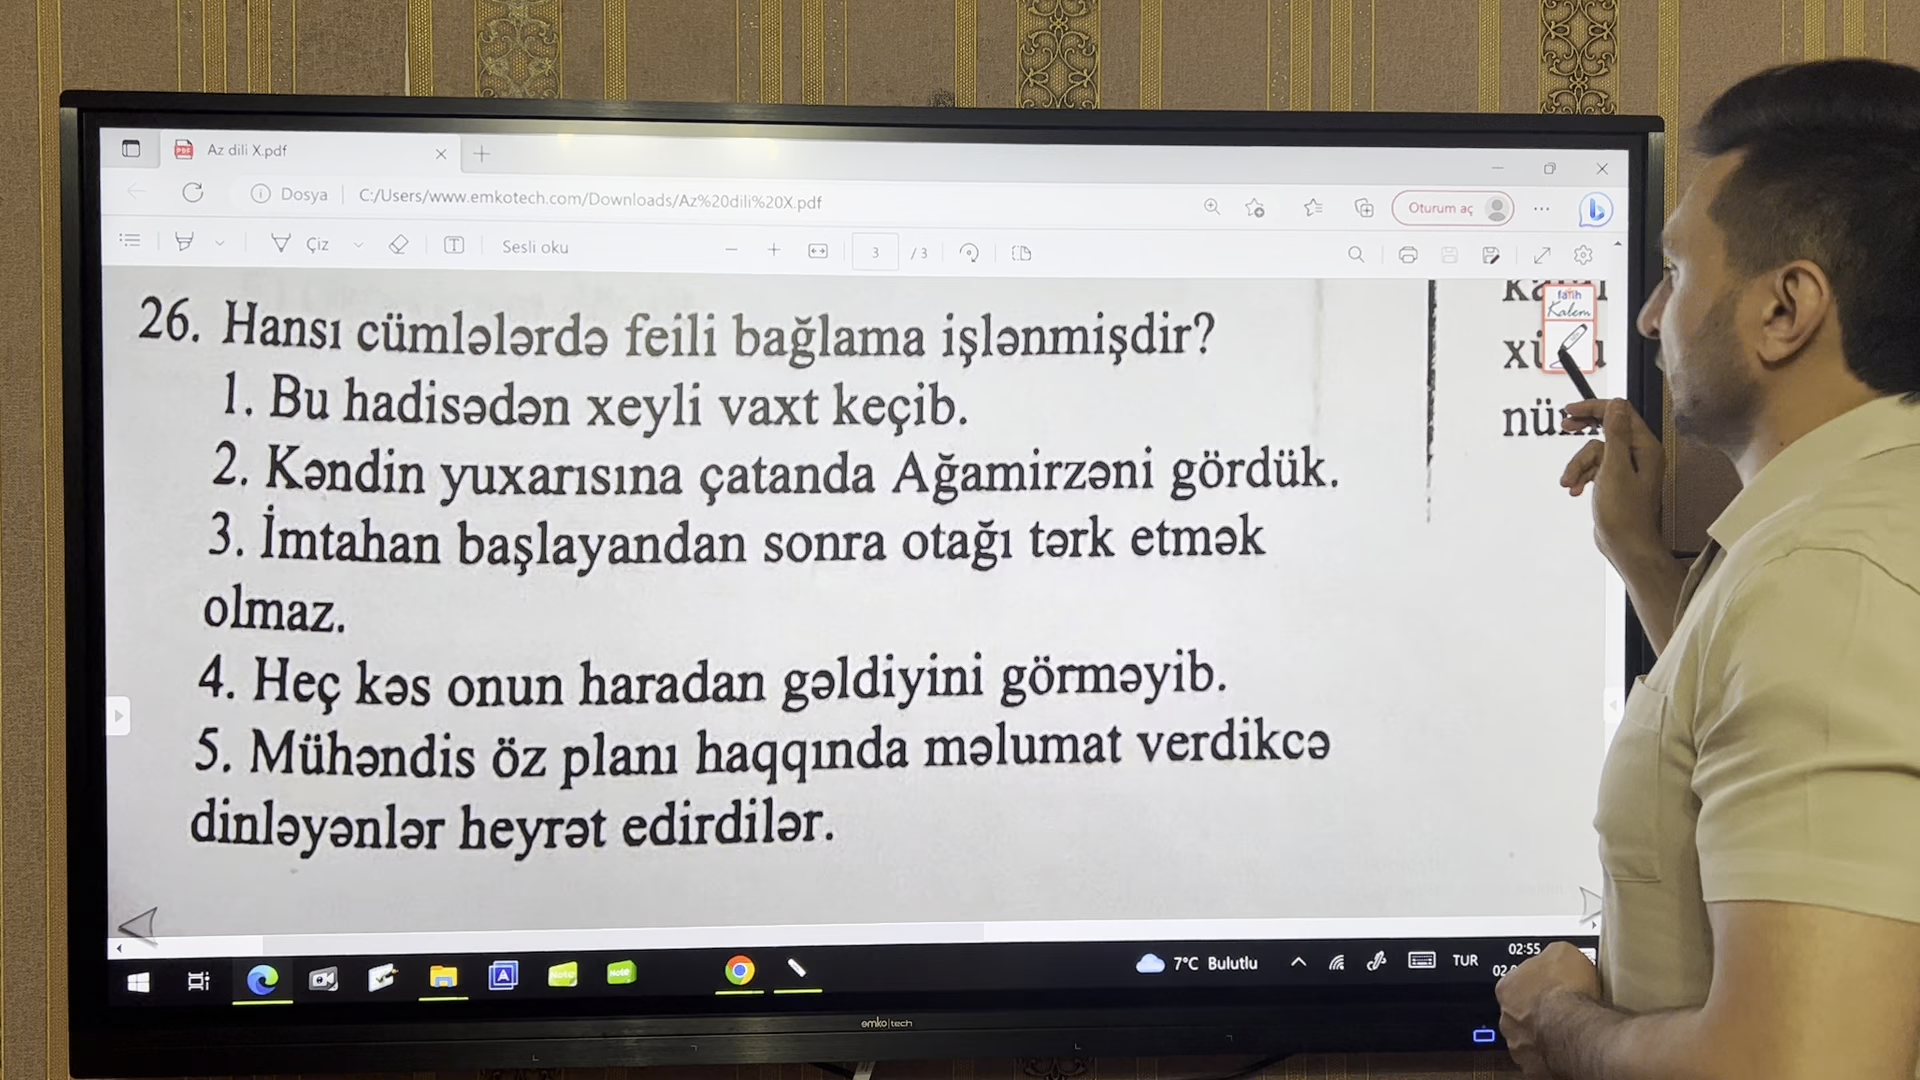 Az dili X.pdf
Dosya
C:/Users/www.emkotech.com/Downloads/Az%20dili%20X.pdf
Oturum aç
Çiz
Sesli oku
3 /3
26. Hansı cümlələrdə feili bağlama işlənmişdir?
1. Bu hadisədən xeyli vaxt keçib.
2. Kəndin yuxarısına çatanda Ağamirzəni gördük.
3. İmtahan başlayandan sonra otağı tərk etmək
olmaz.
4. Heç kəs onun haradan gəldiyini görməyib.
5. Mühəndis öz planı haqqında məlumat verdikcə
dinləyənlər heyrət edirdilər.
fatih
Kalem
7°C Bulutlu
TUR
02:55
emko|tech